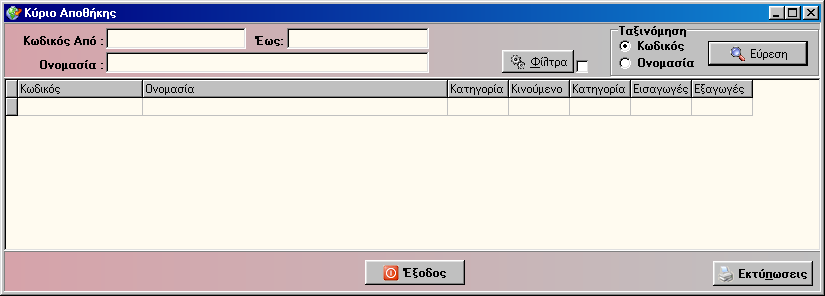 Κύριο Αποθήκης
Κωδικός Από : Έως:
Ονομασία :
Φίλτρα
Ταξινόμηση
Κωδικός
Ονομασία
Εύρεση
Κωδικός Ονομασία Κατηγορία Κινούμενο Κατηγορία Εισαγωγές Εξαγωγές
Έξοδος
Εκτύπωσεις